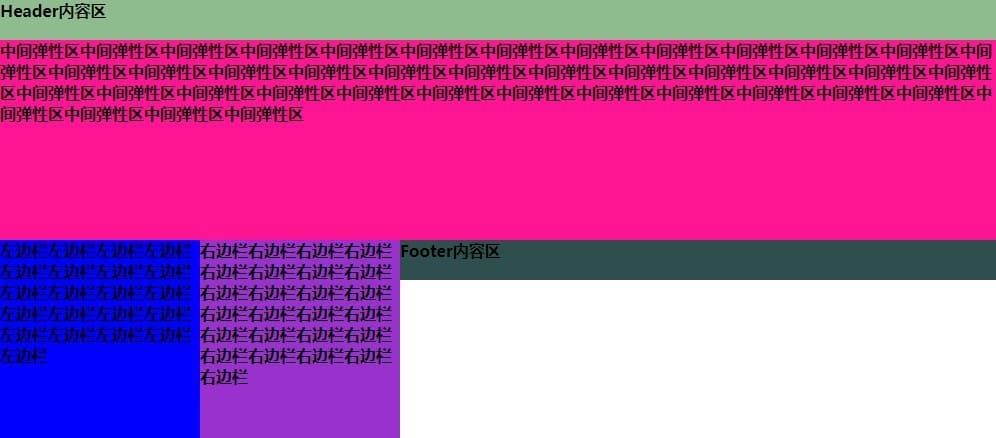 Header内容区
中间弹性区中间弹性区中间弹性区中间弹性区中间弹性区中间弹性区中间弹性区中间弹性区中间弹性区中间弹性区中间弹性区中间弹性区中间
弹性区中间弹性区中间弹性区中间弹性区中间弹性区中间弹性区中间弹性区中间弹性区中间弹性区中间弹性区中间弹性区中间弹性区中间弹性
区中间弹性区中间弹性区中间弹性区中间弹性区中间弹性区中间弹性区中间弹性区中间弹性区中间弹性区中间弹性区中间弹性区中间弹性区中
间弹性区中间弹性区中间弹性区中间弹性区
左边栏左边栏左边栏左边栏
左边栏左边栏左边栏左边栏
左边栏左边栏左边栏左边栏
左边栏左边栏左边栏左边栏
左边栏左边栏左边栏左边栏
左边栏
右边栏右边栏右边栏右边栏
右边栏右边栏右边栏右边栏
右边栏右边栏右边栏右边栏
右边栏右边栏右边栏右边栏
右边栏右边栏右边栏右边栏
右边栏右边栏右边栏右边栏
右边栏
Footer内容区